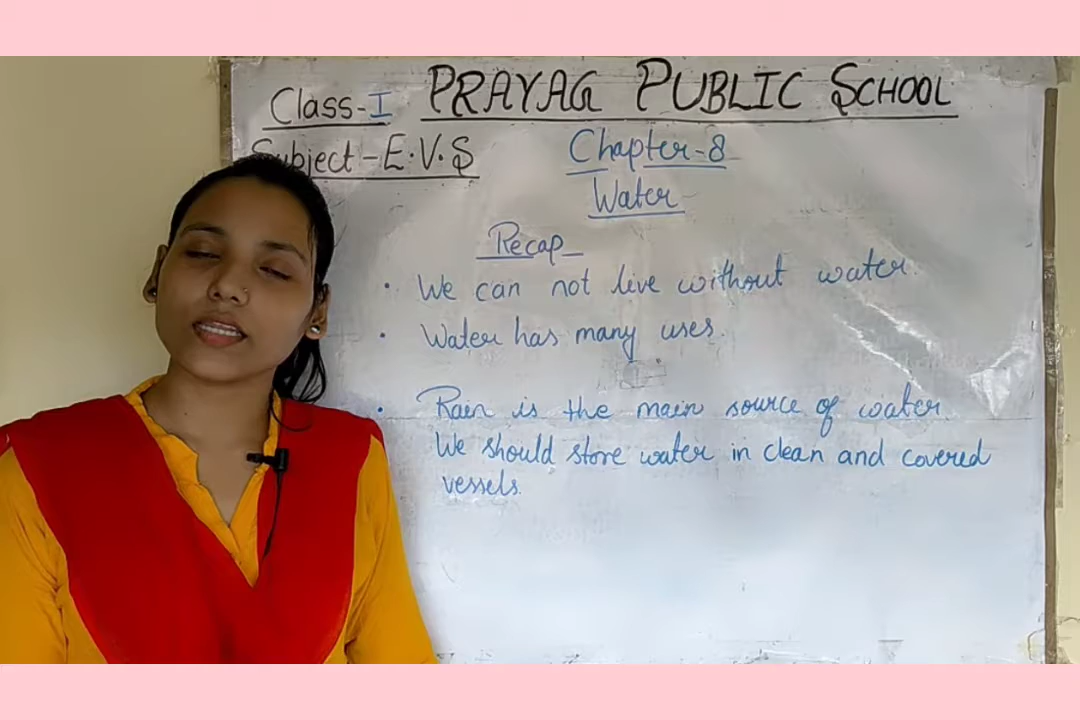 Class-I PRAYAG PUBLIC SCHOOL
Subject-E.V.S Chapter-8
Water
Recap
• We can not live without water.
• Water has many uses.
• Rain is the main source of water.
We should store water in clean and covered
vessels.